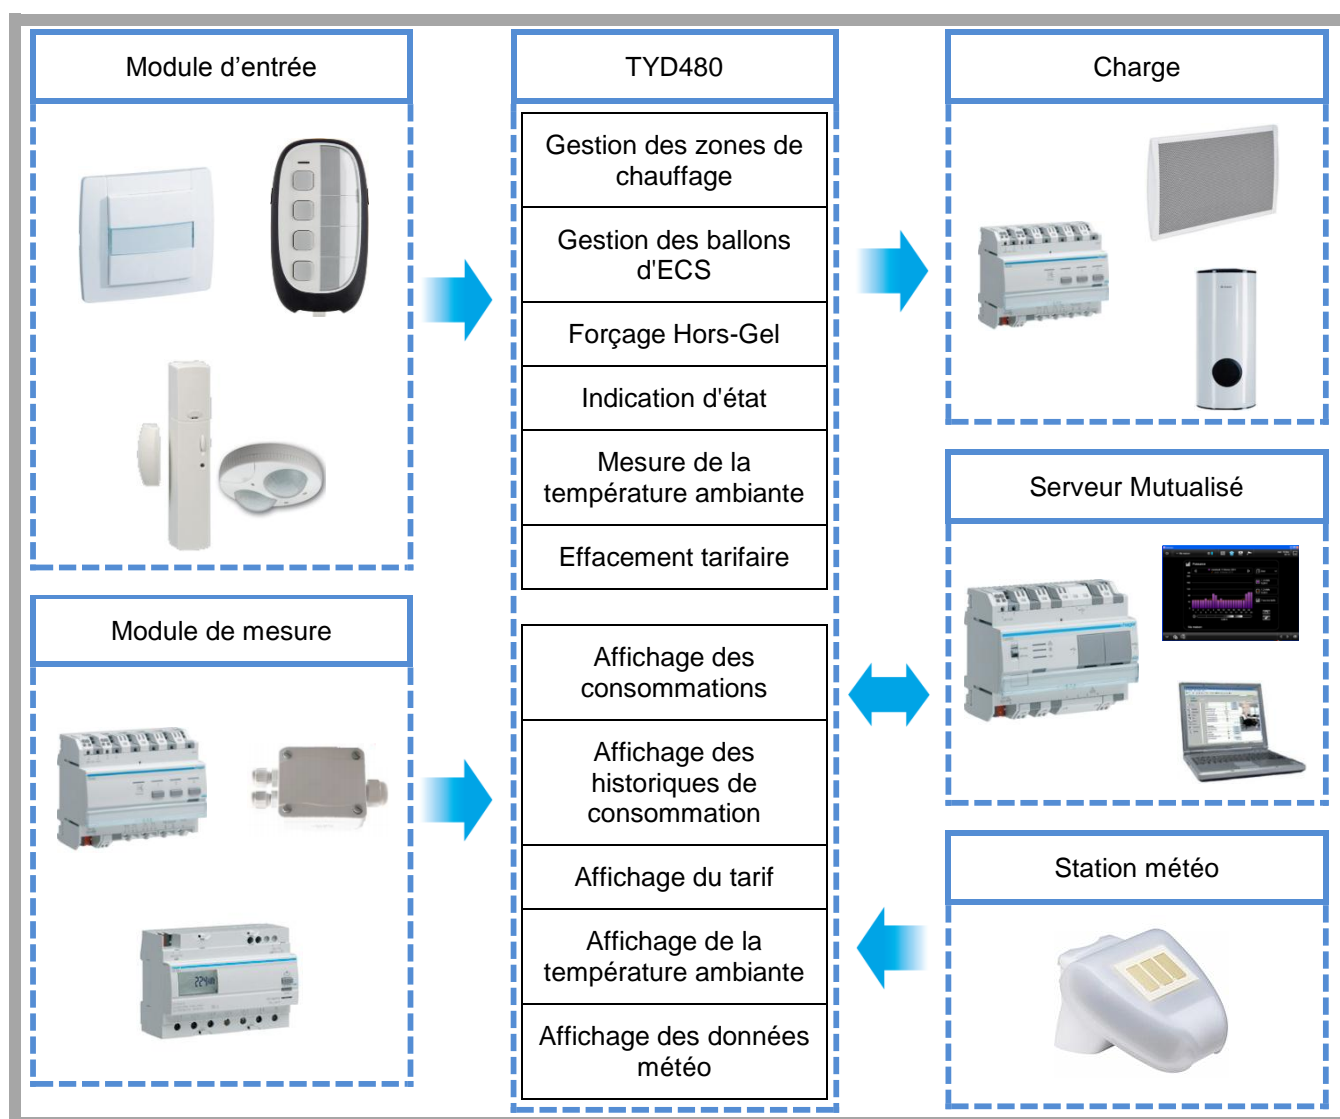 Module d’entrée
TYD480
Charge
Gestion des zones de
chauffage
Gestion des ballons
d'ECS
Forçage Hors-Gel
Indication d'état
Mesure de la
température ambiante
Effacement tarifaire
Serveur Mutualisé
Module de mesure
Affichage des
consommations
Affichage des
historiques de
consommation
Affichage du tarif
Affichage de la
température ambiante
Affichage des données
météo
Station météo